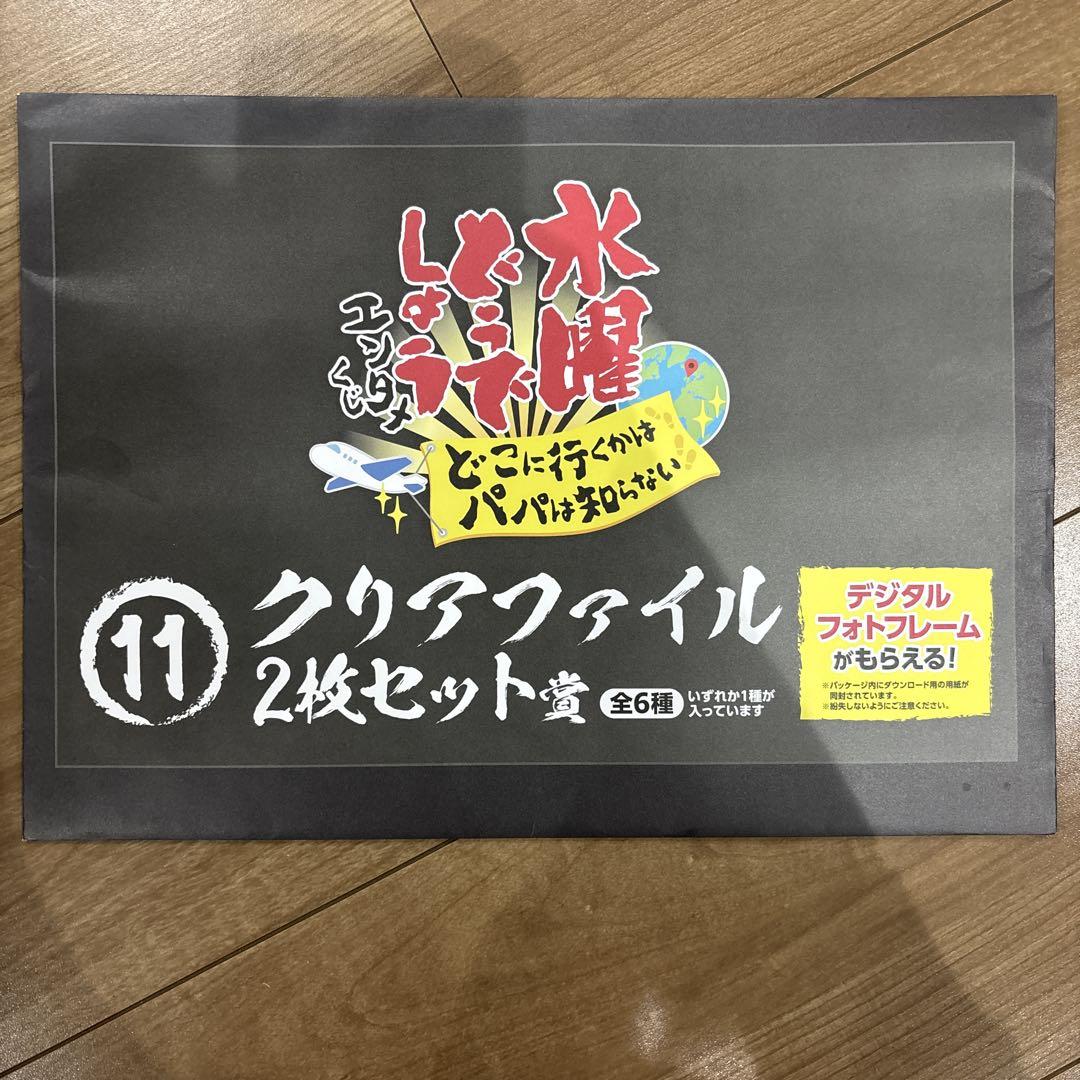 水曜
どうで
しょう
エンタメ
くじ
どこに行くかは
パパは知らない
11
クリアファイル
2枚セット賞
全6種
いずれか1種が
入っています
デジタル
フォトフレーム
がもらえる!
※パッケージ内にダウンロード用の用紙が
同封されています。
※紛失しないようにご注意ください。